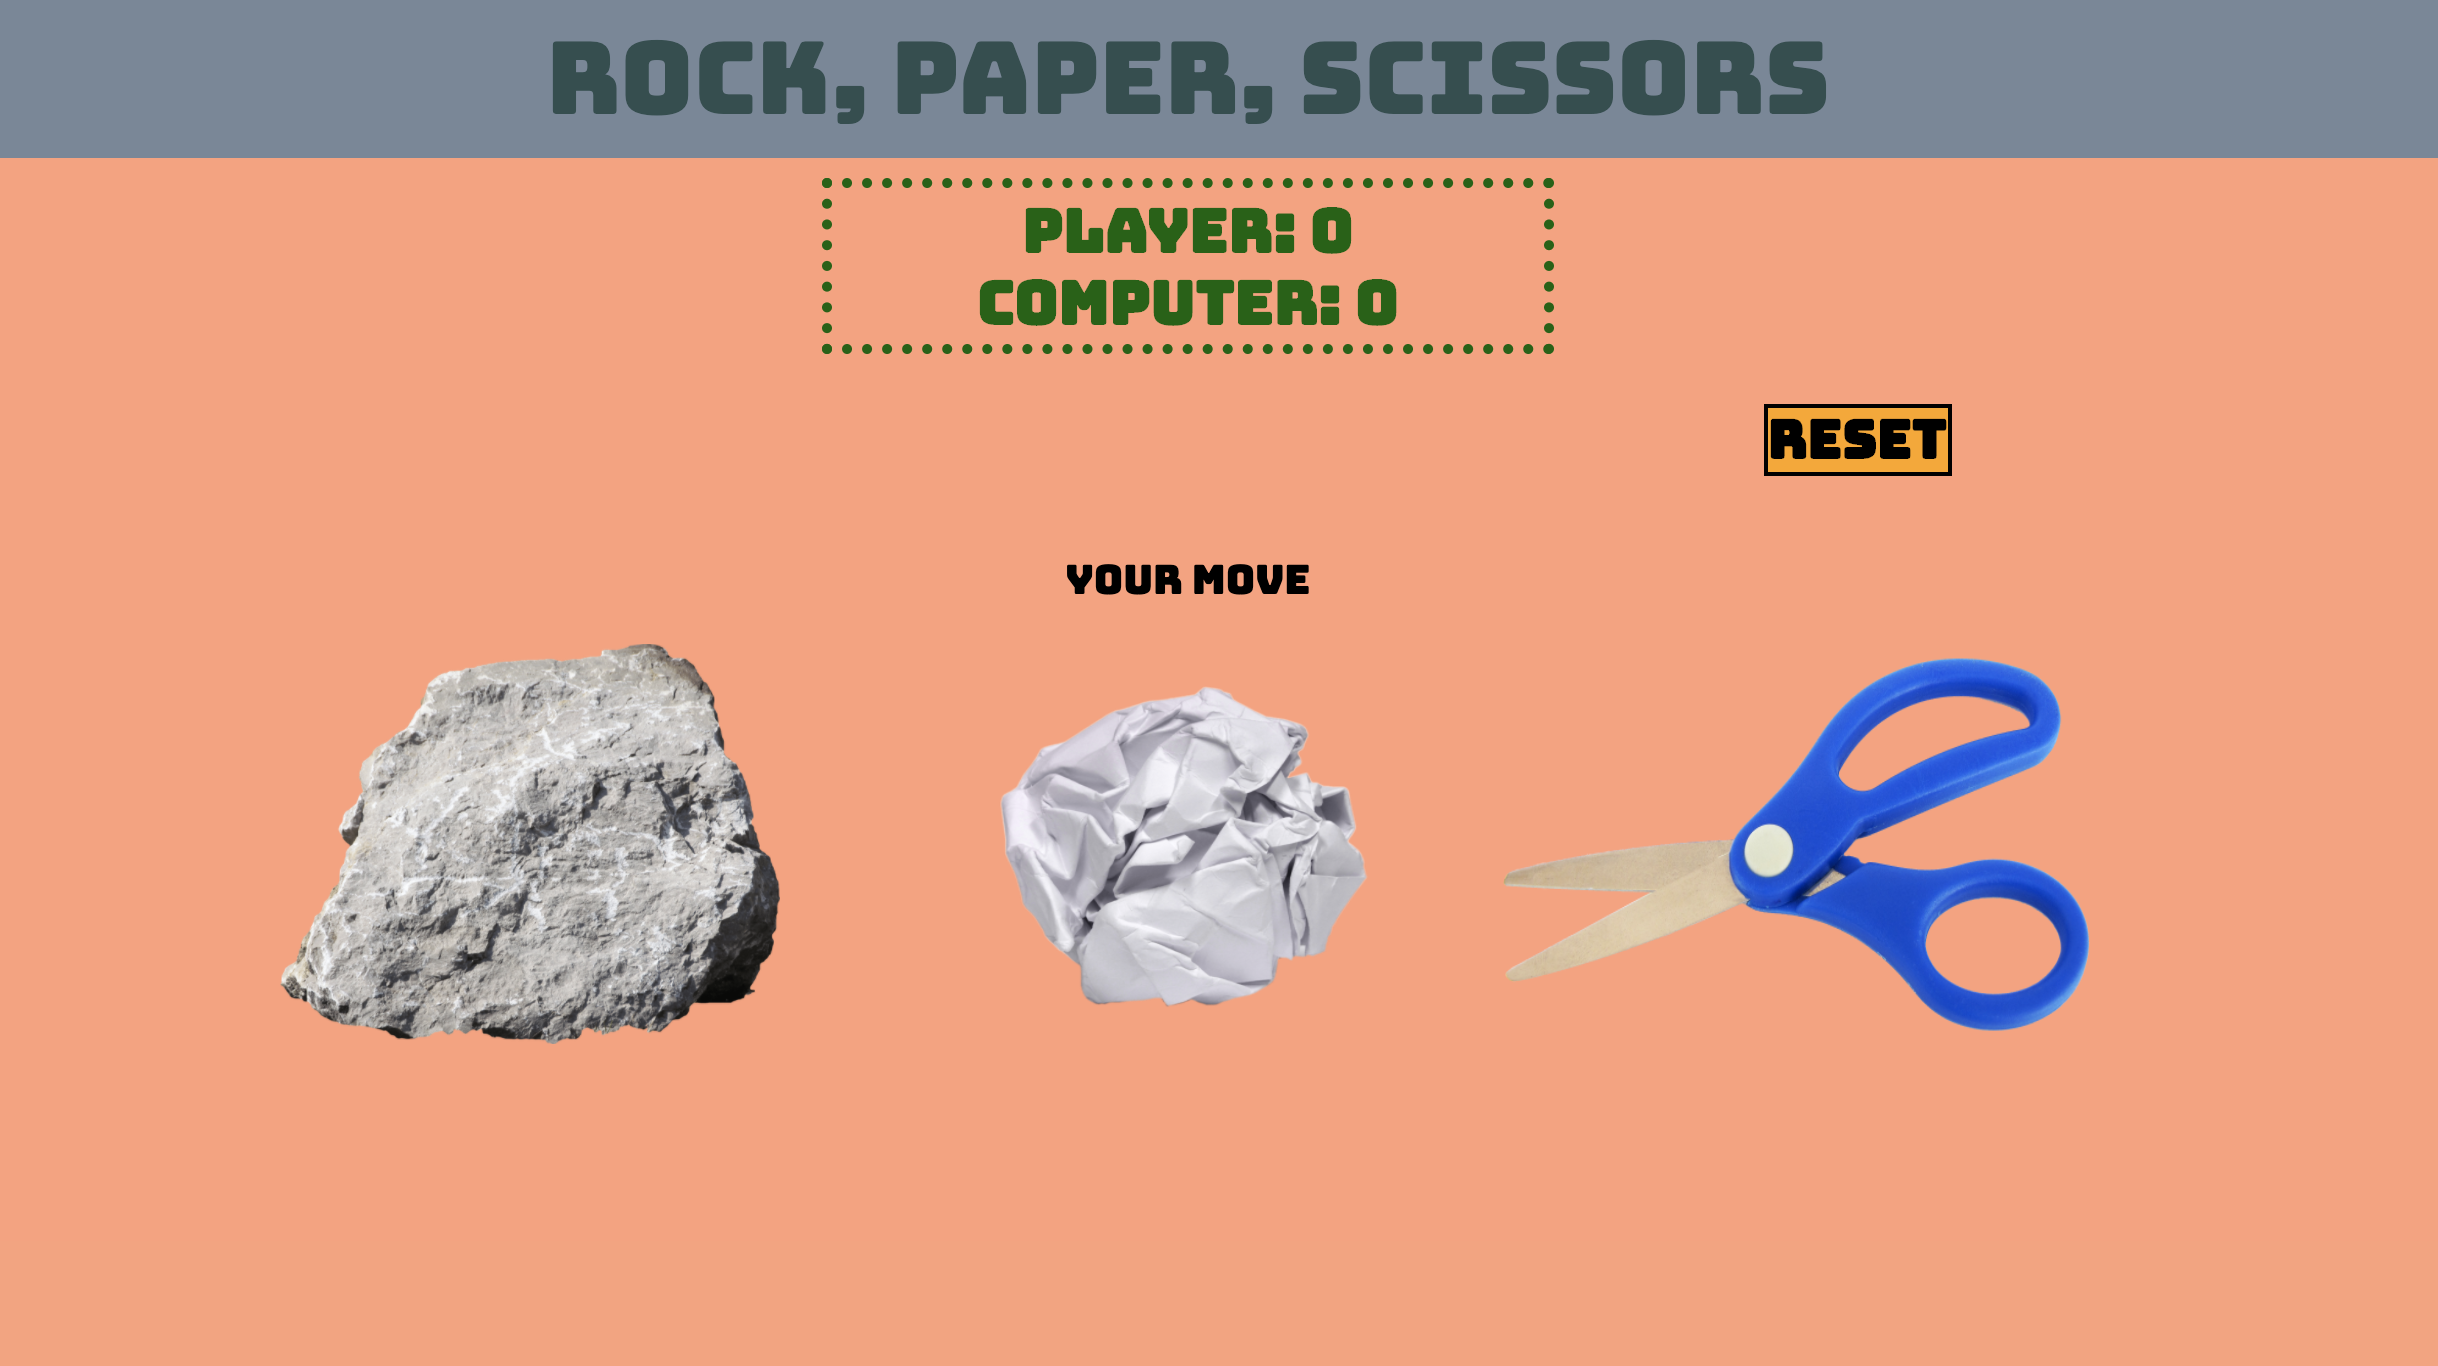 ROCK, PAPER, SCISSORS
PLAYER: 0
COMPUTER: 0
RESET
YOUR MOVE